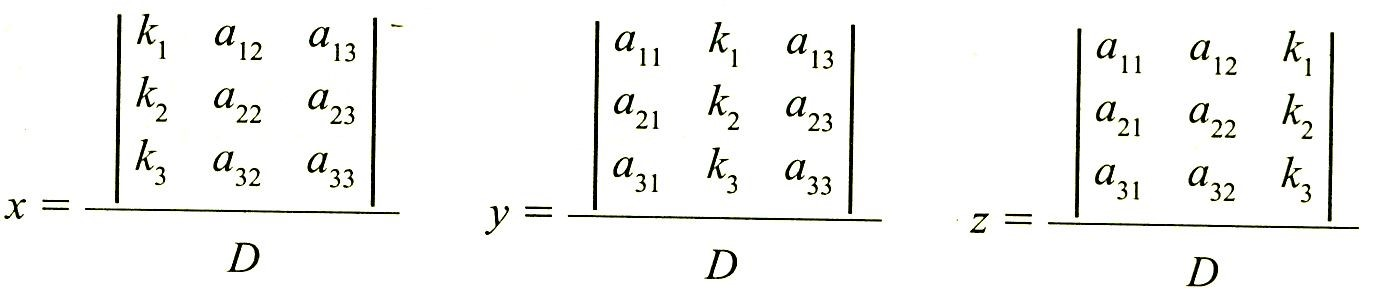 x = | k₁ a₁₂ a₁₃ ; k₂ a₂₂ a₂₃ ; k₃ a₃₂ a₃₃ | / D
y = | a₁₁ k₁ a₁₃ ; a₂₁ k₂ a₂₃ ; a₃₁ k₃ a₃₃ | / D
z = | a₁₁ a₁₂ k₁ ; a₂₁ a₂₂ k₂ ; a₃₁ a₃₂ k₃ | / D